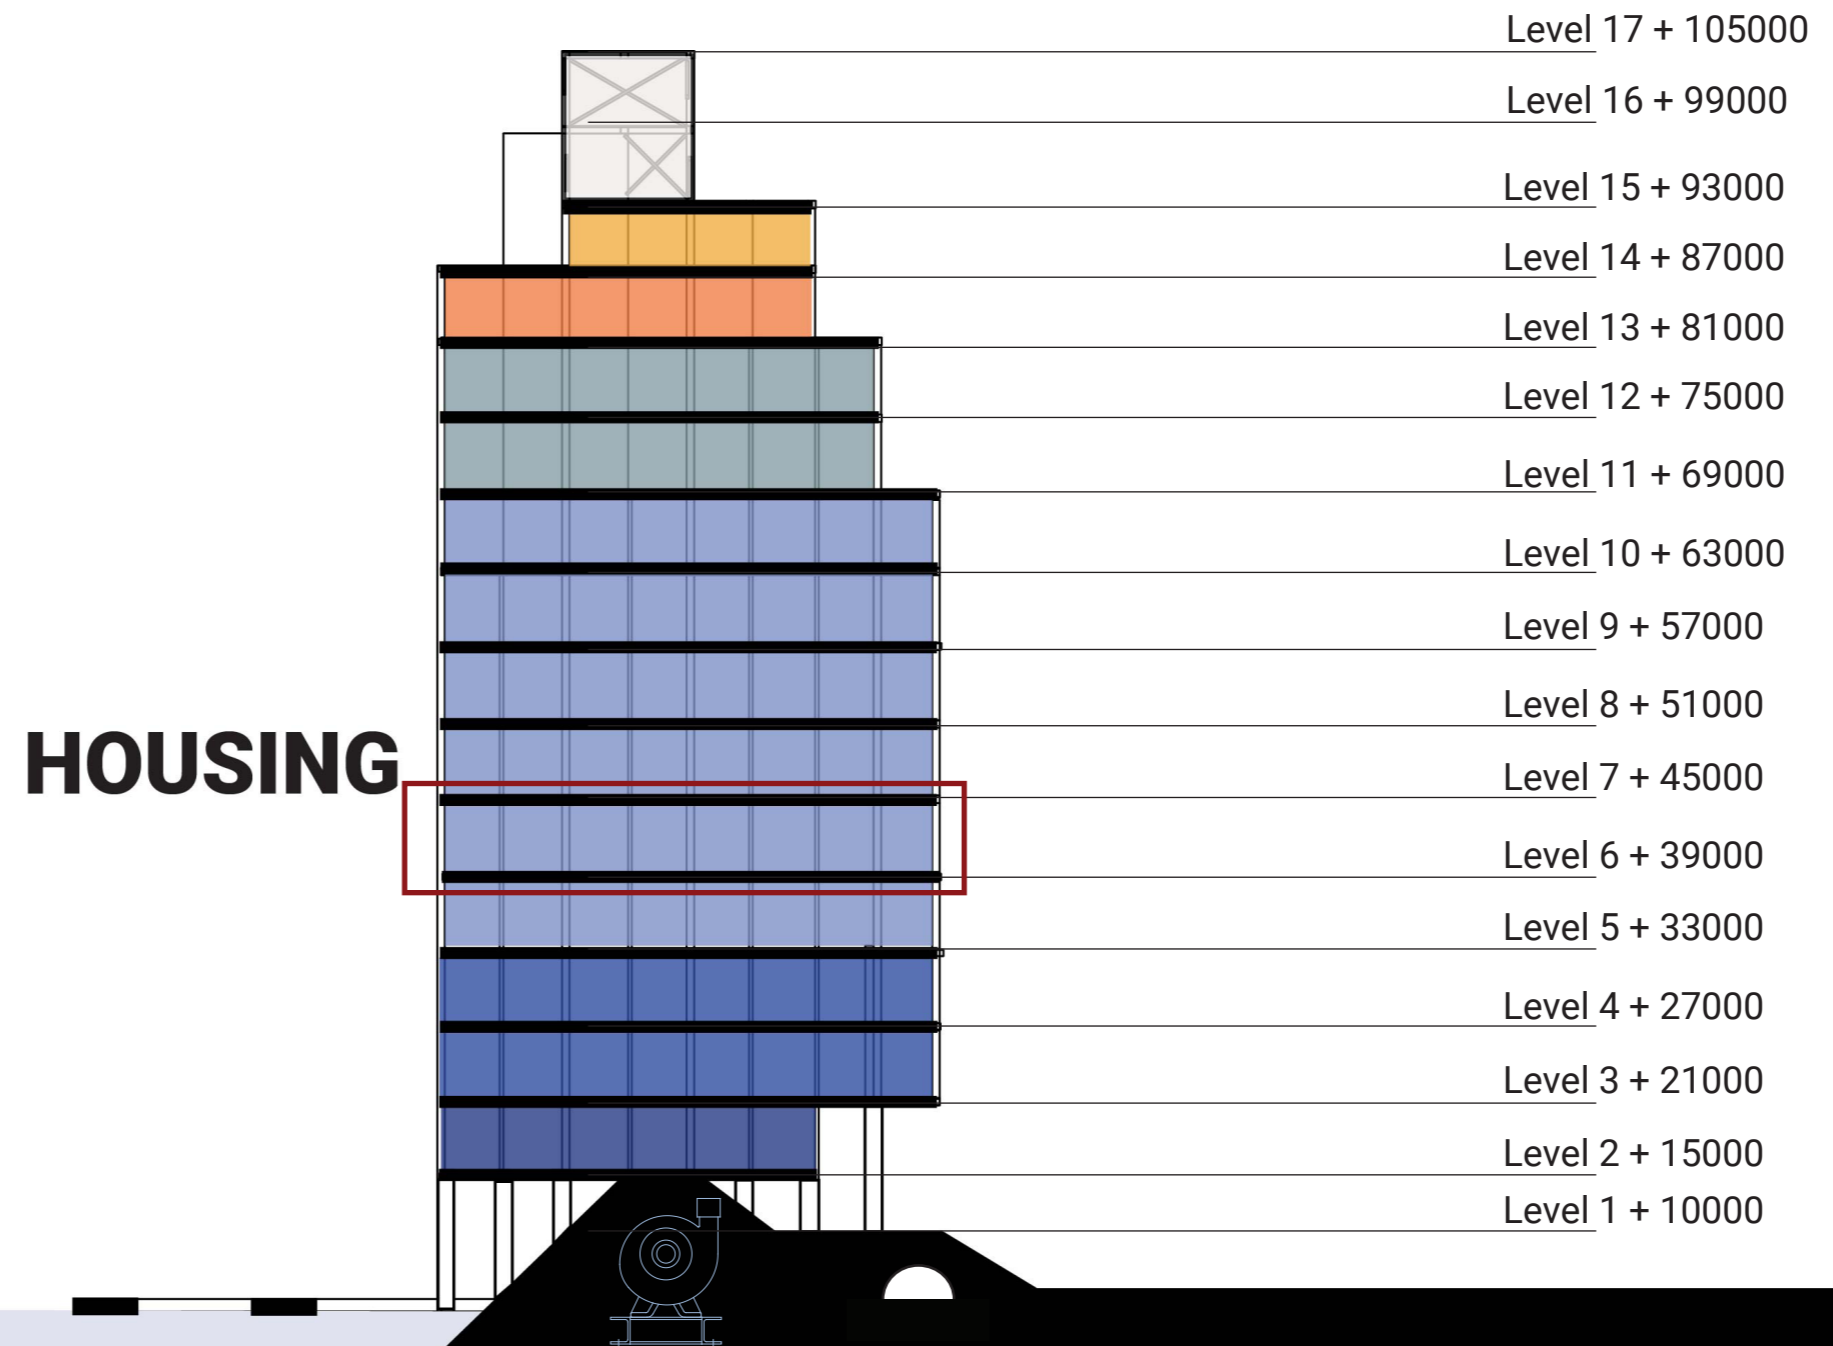 Level 17 + 105000
Level 16 + 99000
Level 15 + 93000
Level 14 + 87000
Level 13 + 81000
Level 12 + 75000
Level 11 + 69000
Level 10 + 63000
Level 9 + 57000
Level 8 + 51000
HOUSING
Level 7 + 45000
Level 6 + 39000
Level 5 + 33000
Level 4 + 27000
Level 3 + 21000
Level 2 + 15000
Level 1 + 10000